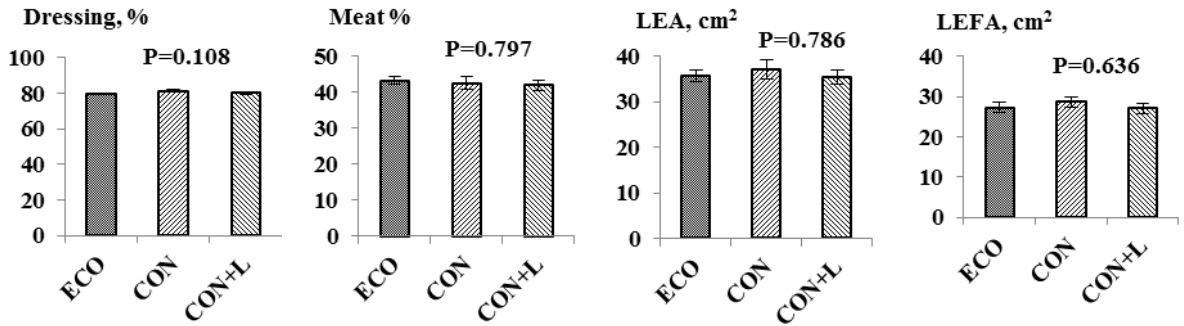 Dressing, %
P=0.108
100
80
60
40
20
0
ECO
CON
CON+L
Meat %
P=0.797
50
40
30
20
10
0
ECO
CON
CON+L
LEA, cm²
P=0.786
40
30
20
10
0
ECO
CON
CON+L
LEFA, cm²
P=0.636
40
30
20
10
0
ECO
CON
CON+L